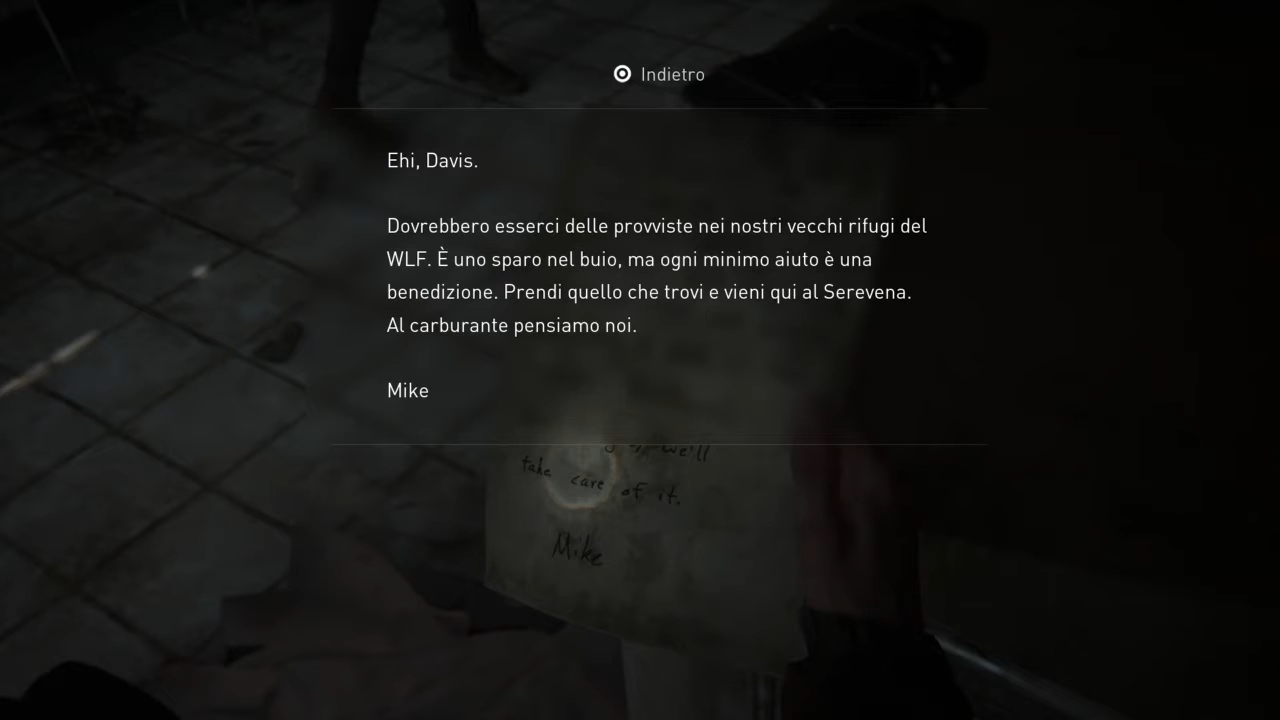 Indietro
Ehi, Davis.
Dovrebbero esserci delle provviste nei nostri vecchi rifugi del
WLF. È uno sparo nel buio, ma ogni minimo aiuto è una
benedizione. Prendi quello che trovi e vieni qui al Serevena.
Al carburante pensiamo noi.
Mike
we'll
take care of it.
Mike